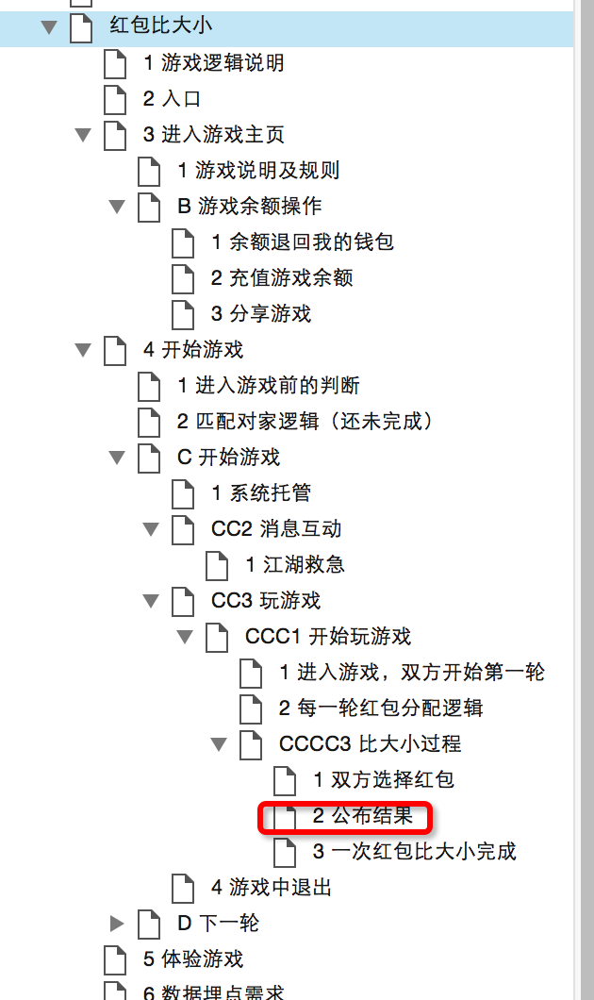 红包比大小
1 游戏逻辑说明
2 入口
3 进入游戏主页
1 游戏说明及规则
B 游戏余额操作
1 余额退回我的钱包
2 充值游戏余额
3 分享游戏
4 开始游戏
1 进入游戏前的判断
2 匹配对家逻辑（还未完成）
C 开始游戏
1 系统托管
CC2 消息互动
1 江湖救急
CC3 玩游戏
CCC1 开始玩游戏
1 进入游戏，双方开始第一轮
2 每一轮红包分配逻辑
CCCC3 比大小过程
1 双方选择红包
2 公布结果
3 一次红包比大小完成
4 游戏中退出
D 下一轮
5 体验游戏
6 数据埋点需求